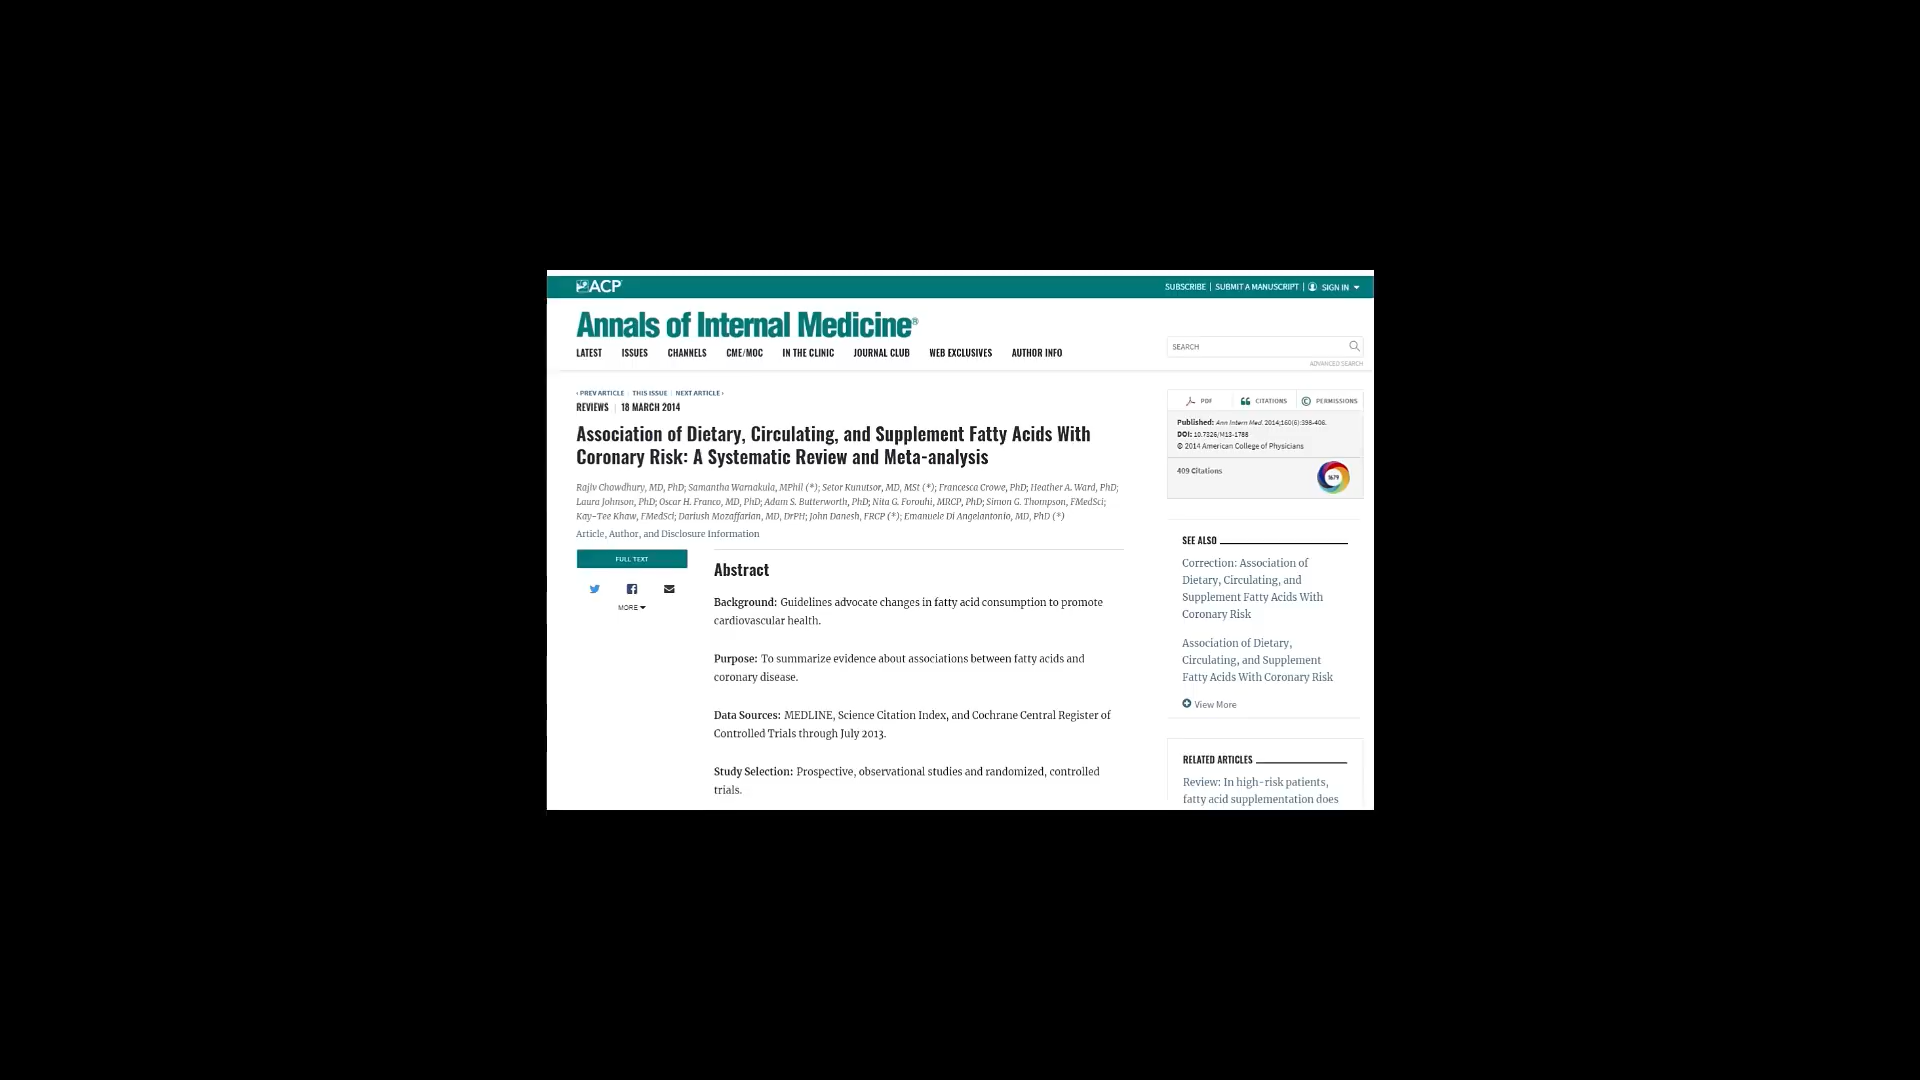 ACP
SUBSCRIBE | SUBMIT A MANUSCRIPT | SIGN IN
Annals of Internal Medicine®
LATEST ISSUES CHANNELS CME/MOC IN THE CLINIC JOURNAL CLUB WEB EXCLUSIVES AUTHOR INFO
SEARCH
ADVANCED SEARCH
‹ PREV ARTICLE | THIS ISSUE | NEXT ARTICLE ›
REVIEWS | 18 MARCH 2014
Association of Dietary, Circulating, and Supplement Fatty Acids With
Coronary Risk: A Systematic Review and Meta-analysis
Rajiv Chowdhury, MD, PhD; Samantha Warnakula, MPhil (*); Setor Kunutsor, MD, MSt (*); Francesca Crowe, PhD; Heather A. Ward, PhD;
Laura Johnson, PhD; Oscar H. Franco, MD, PhD; Adam S. Butterworth, PhD; Nita G. Forouhi, MRCP, PhD; Simon G. Thompson, FMedSci;
Kay-Tee Khaw, FMedSci; Dariush Mozaffarian, MD, DrPH; John Danesh, FRCP (*); Emanuele Di Angelantonio, MD, PhD (*)
Article, Author, and Disclosure Information
FULL TEXT
MORE
Abstract
Background: Guidelines advocate changes in fatty acid consumption to promote
cardiovascular health.
Purpose: To summarize evidence about associations between fatty acids and
coronary disease.
Data Sources: MEDLINE, Science Citation Index, and Cochrane Central Register of
Controlled Trials through July 2013.
Study Selection: Prospective, observational studies and randomized, controlled
trials.
PDF CITATIONS PERMISSIONS
Published: Ann Intern Med. 2014;160(6):398-406.
DOI: 10.7326/M13-1788
© 2014 American College of Physicians
409 Citations
1679
SEE ALSO
Correction: Association of
Dietary, Circulating, and
Supplement Fatty Acids With
Coronary Risk
Association of Dietary,
Circulating, and Supplement
Fatty Acids With Coronary Risk
View More
RELATED ARTICLES
Review: In high-risk patients,
fatty acid supplementation does